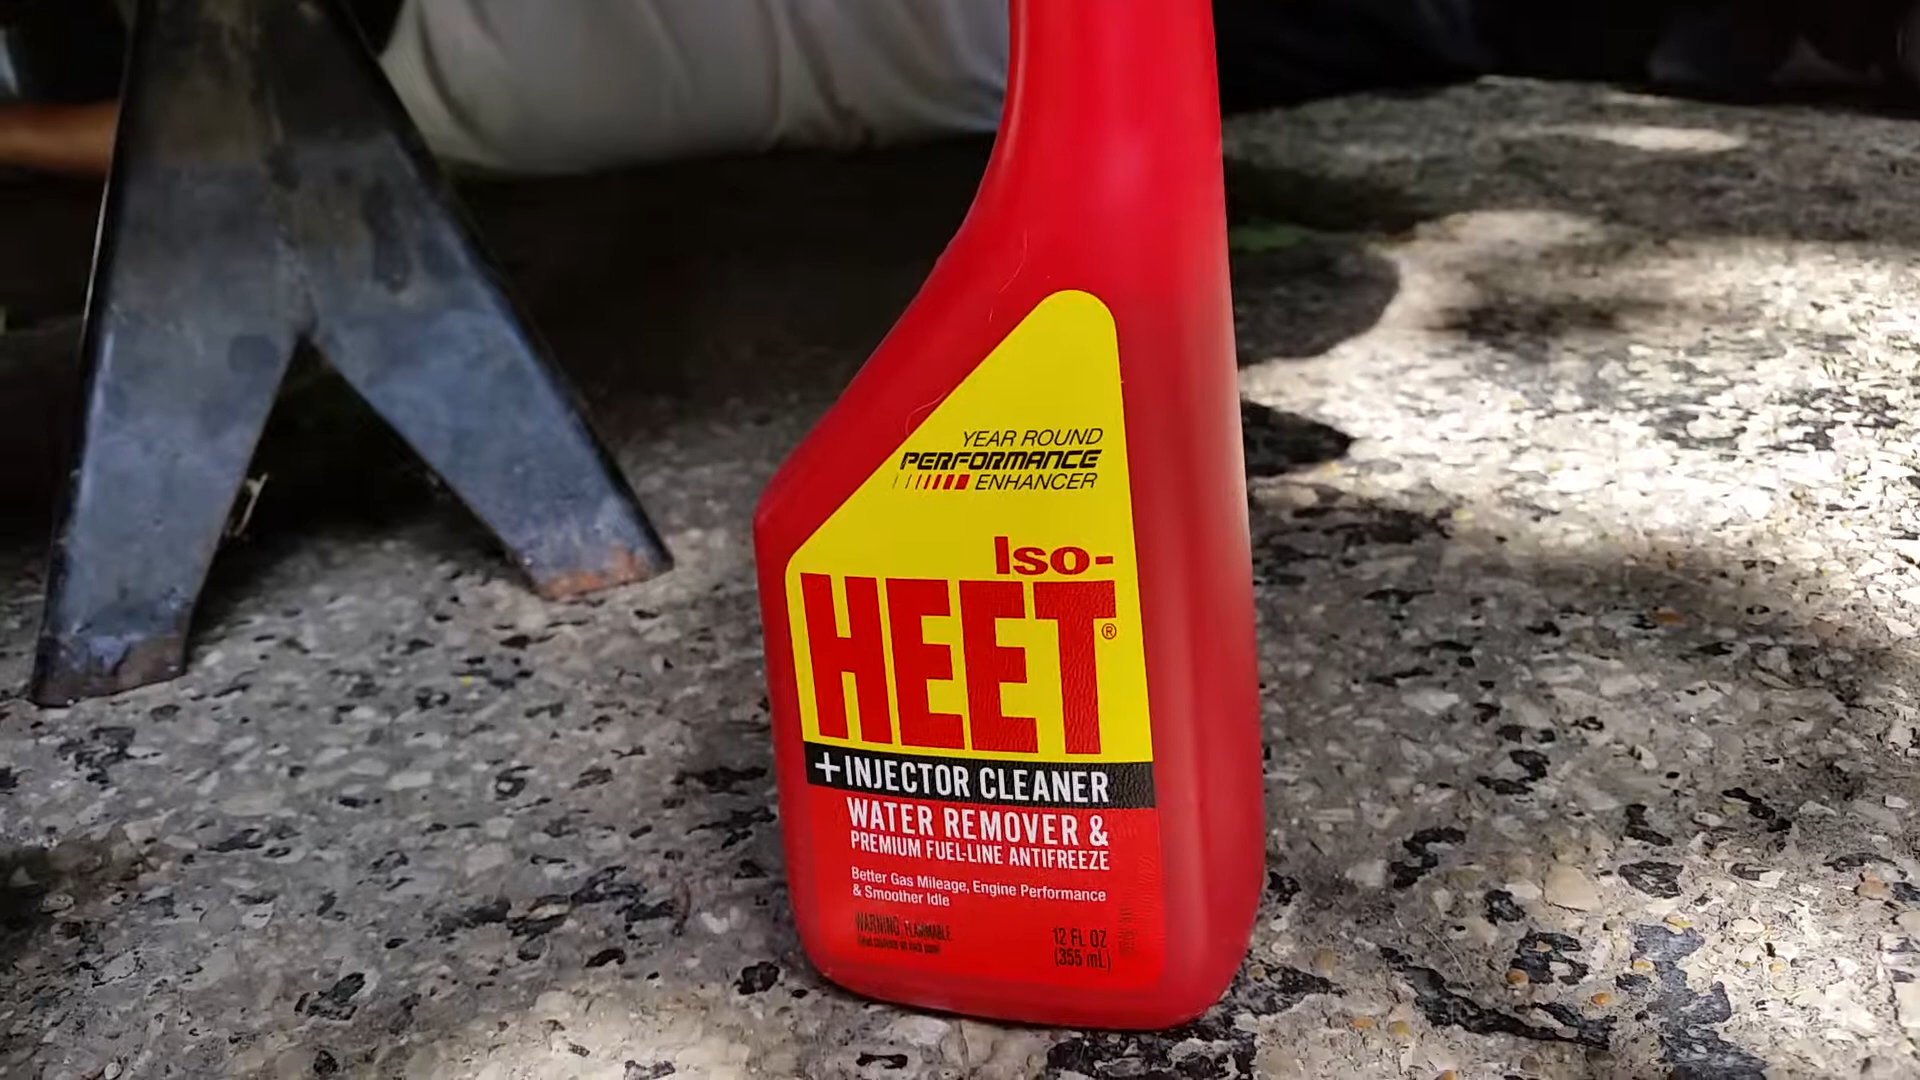 YEAR ROUND
PERFORMANCE
ENHANCER
Iso-
HEET®
+INJECTOR CLEANER
WATER REMOVER &
PREMIUM FUEL-LINE ANTIFREEZE
Better Gas Mileage, Engine Performance
& Smoother Idle
WARNING: FLAMMABLE
12 FL OZ
(355 mL)